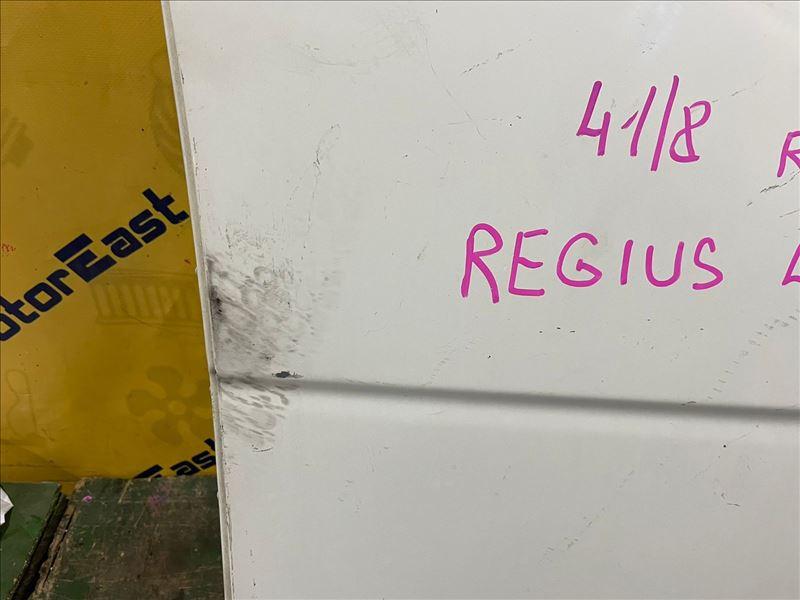 41/8 R
REGIUS
otorEast
East